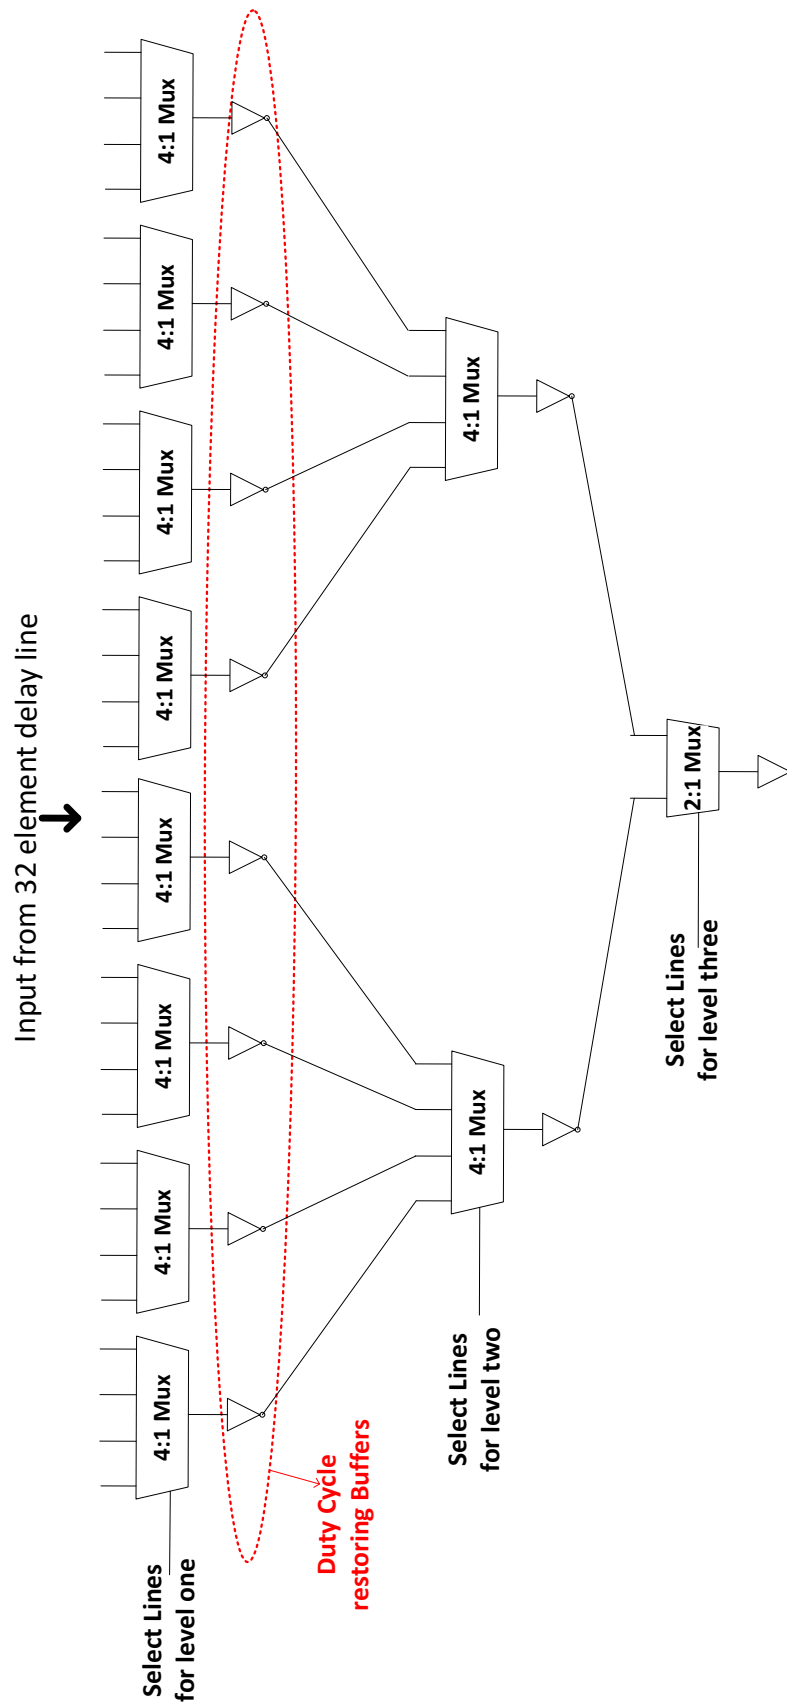 Input from 32 element delay line
4:1 Mux
4:1 Mux
4:1 Mux
4:1 Mux
4:1 Mux
4:1 Mux
4:1 Mux
4:1 Mux
Select Lines
for level one
Duty Cycle
restoring Buffers
4:1 Mux
4:1 Mux
Select Lines
for level two
2:1 Mux
Select Lines
for level three